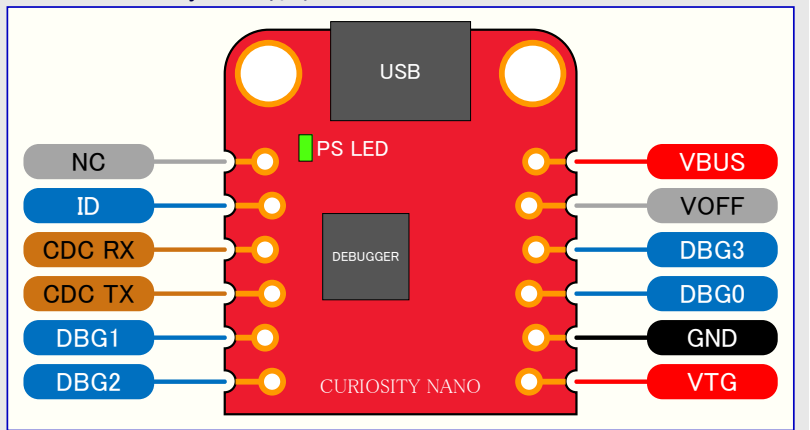 USB
PS LED
NC
VBUS
ID
VOFF
CDC RX
DEBUGGER
DBG3
CDC TX
DBG0
DBG1
GND
DBG2
CURIOSITY NANO
VTG